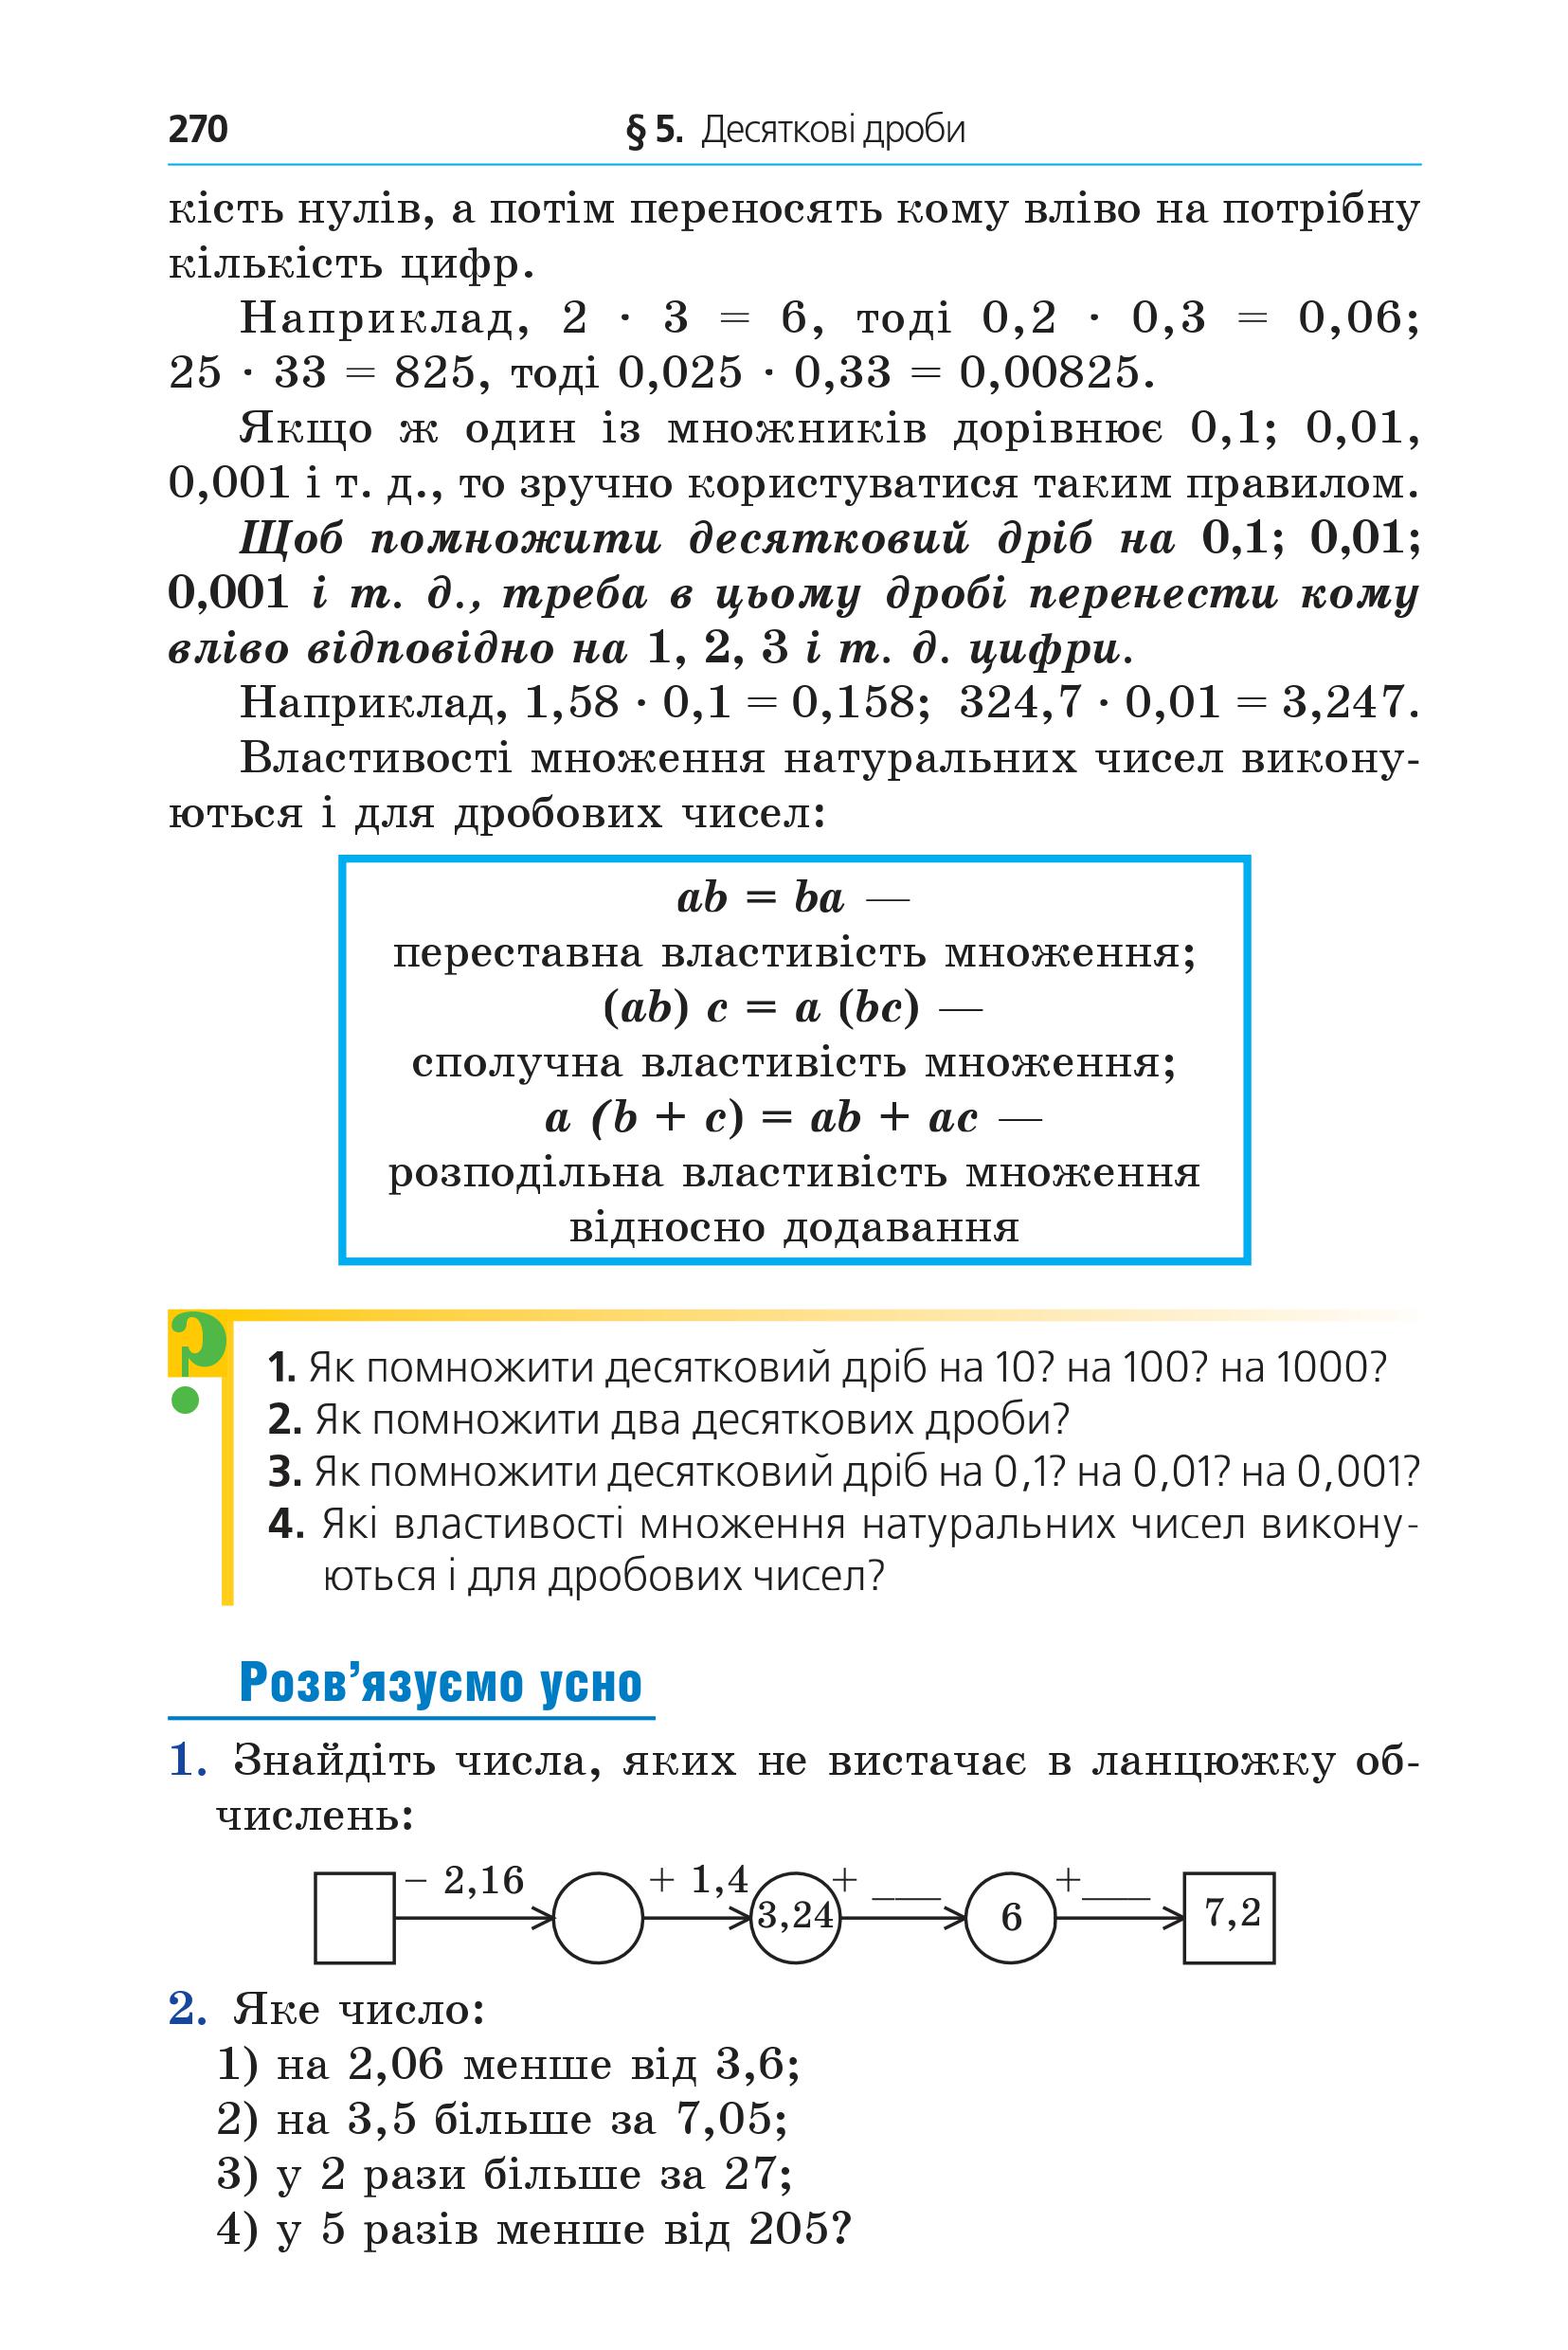 270 § 5. Десяткові дроби
кість нулів, а потім переносять кому вліво на потрібну
кількість цифр.
Наприклад, 2 · 3 = 6, тоді 0,2 · 0,3 = 0,06;
25 · 33 = 825, тоді 0,025 · 0,33 = 0,00825.
Якщо ж один із множників дорівнює 0,1; 0,01,
0,001 і т. д., то зручно користуватися таким правилом.
Щоб помножити десятковий дріб на 0,1; 0,01;
0,001 і т. д., треба в цьому дробі перенести кому
вліво відповідно на 1, 2, 3 і т. д. цифри.
Наприклад, 1,58 · 0,1 = 0,158; 324,7 · 0,01 = 3,247.
Властивості множення натуральних чисел викону-
ються і для дробових чисел:
ab = ba —
переставна властивість множення;
(ab) c = a (bc) —
сполучна властивість множення;
a (b + c) = ab + ac —
розподільна властивість множення
відносно додавання
?
1. Як помножити десятковий дріб на 10? на 100? на 1000?
2. Як помножити два десяткових дроби?
3. Як помножити десятковий дріб на 0,1? на 0,01? на 0,001?
4. Які властивості множення натуральних чисел викону-
ються і для дробових чисел?
Розв’язуємо усно
1. Знайдіть числа, яких не вистачає в ланцюжку об-
числень:
– 2,16 + 1,4 3,24 + ___ 6 +___ 7,2
2. Яке число:
1) на 2,06 менше від 3,6;
2) на 3,5 більше за 7,05;
3) у 2 рази більше за 27;
4) у 5 разів менше від 205?